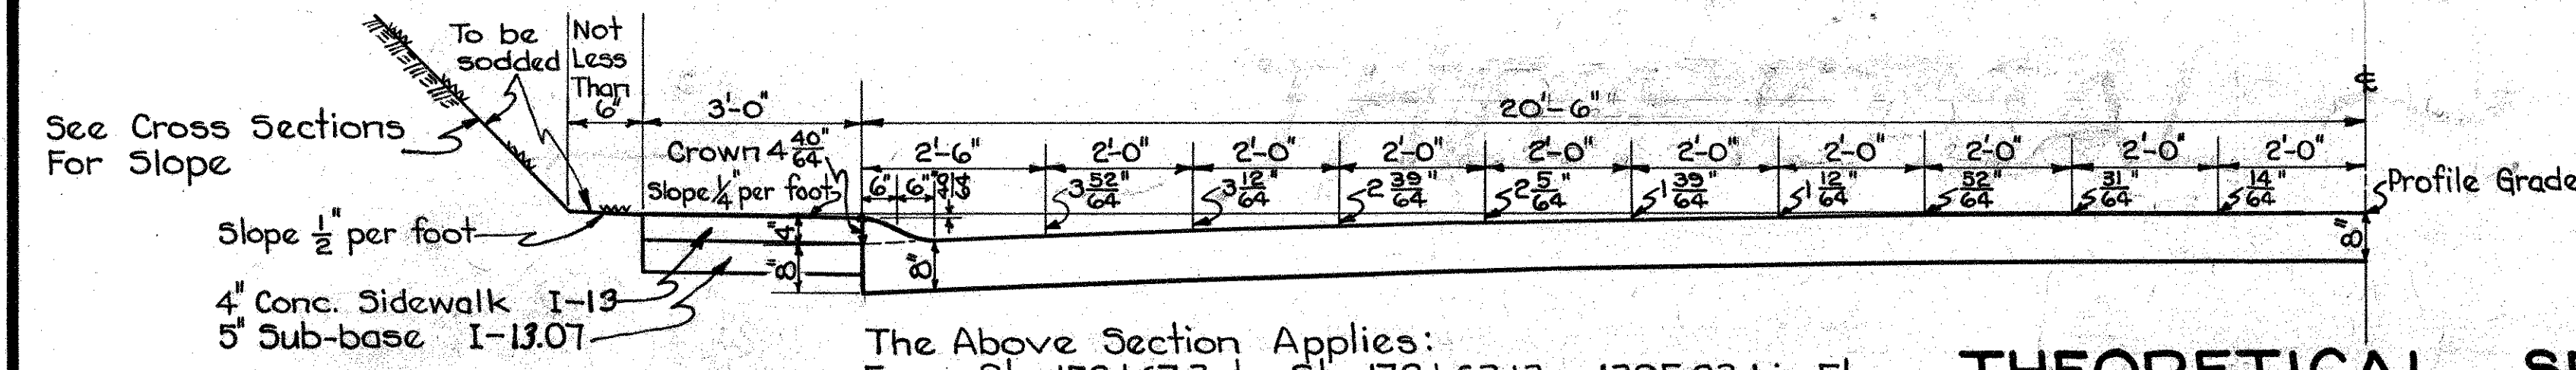 To be
sodded
Not
Less
Than
6"
See Cross Sections
For Slope
3'-0"
20'-6"
℄
Crown 4 40/64"
Slope 1/4" per foot
2'-6"
2'-0"
2'-0"
2'-0"
2'-0"
2'-0"
2'-0"
2'-0"
2'-0"
2'-0"
6"
6"
3 52/64"
3 12/64"
2 39/64"
2 5/64"
1 39/64"
1 12/64"
52/64"
31/64"
14/64"
Profile Grade
Slope 1/2" per foot
4"
8"
8"
8"
4" Conc. Sidewalk I-13
5" Sub-base I-13.07
The Above Section Applies:
THEORETICAL